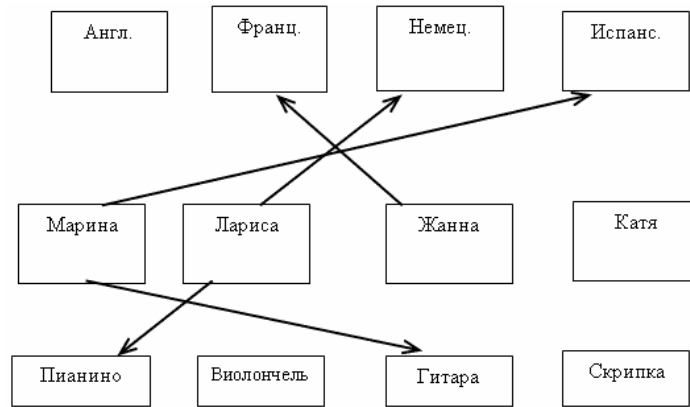 Англ.
Франц.
Немец.
Испанс.
Марина
Лариса
Жанна
Катя
Пианино
Виолончель
Гитара
Скрипка